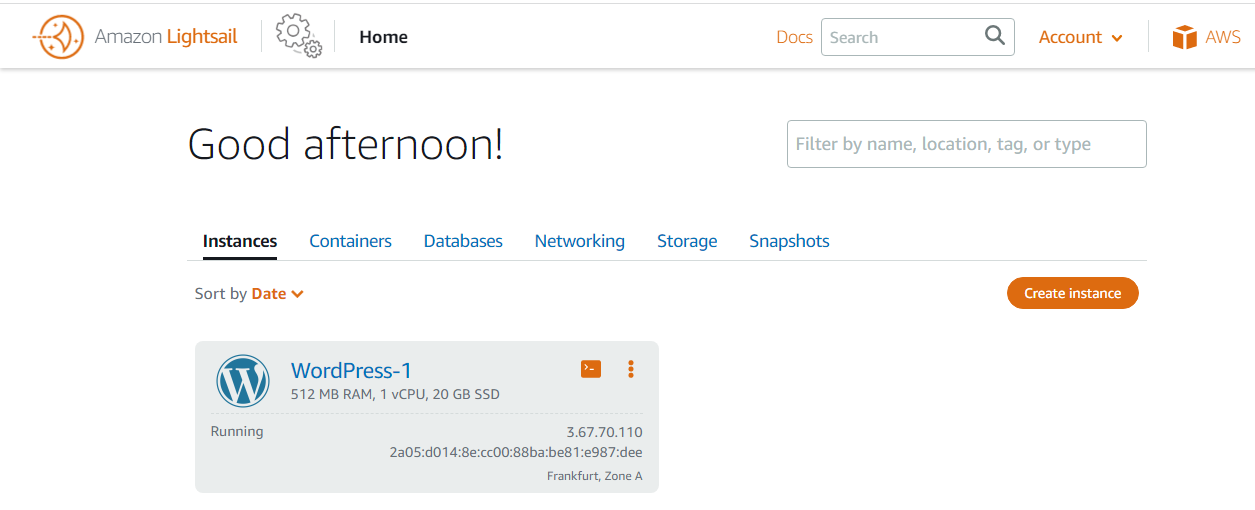 Amazon Lightsail Home Docs Search Account AWS
Good afternoon!
Filter by name, location, tag, or type
Instances Containers Databases Networking Storage Snapshots
Sort by Date
Create instance
WordPress-1
512 MB RAM, 1 vCPU, 20 GB SSD
Running 3.67.70.110
2a05:d014:8e:cc00:88ba:be81:e987:dee
Frankfurt, Zone A